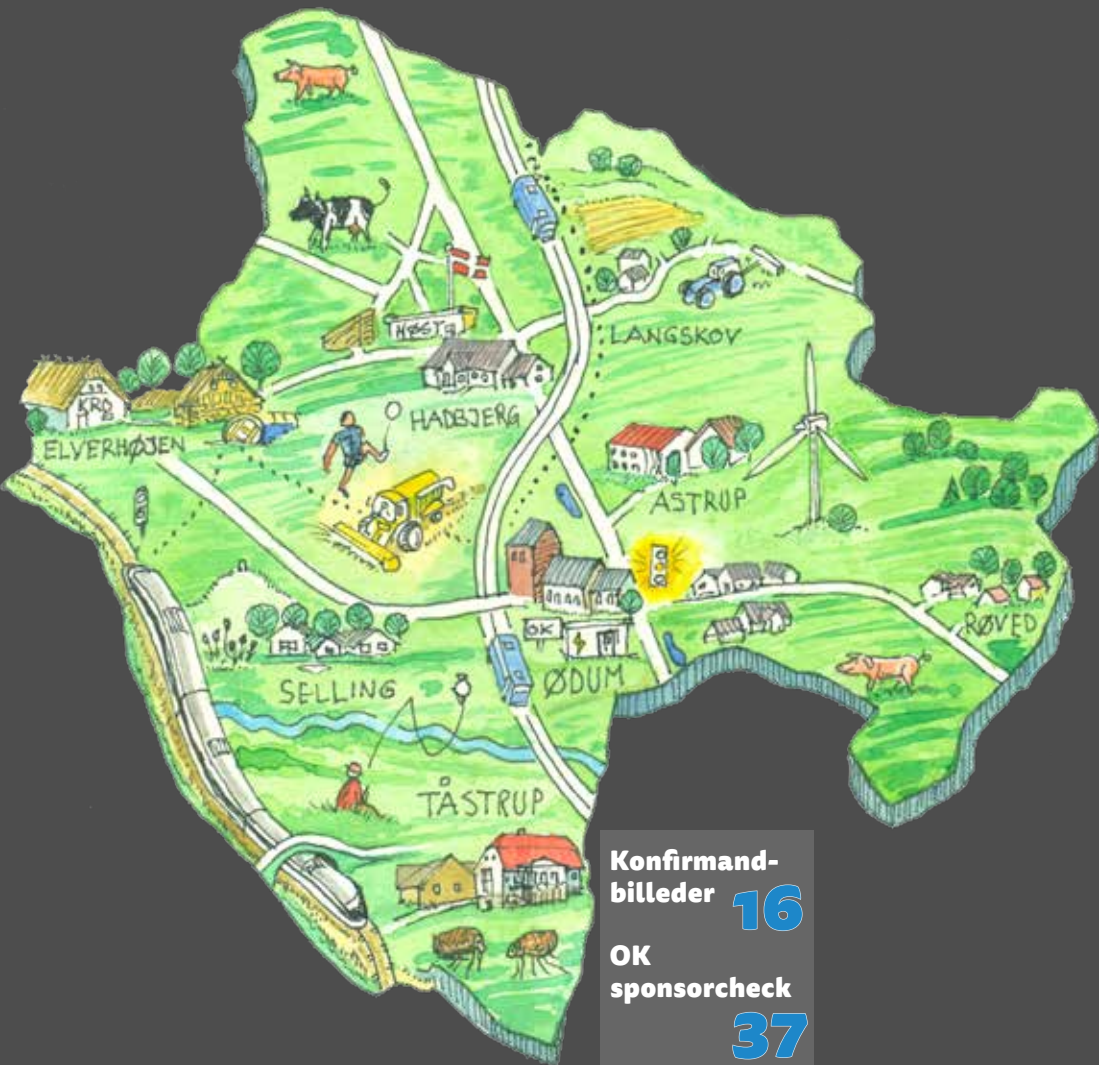 HØST
LANGSKOV
KRO
HADBJERG
ELVERHØJEN
ASTRUP
RØVED
OK
ØDUM
SELLING
TÅSTRUP
Konfirmand-
billeder 16
OK
sponsorcheck
37